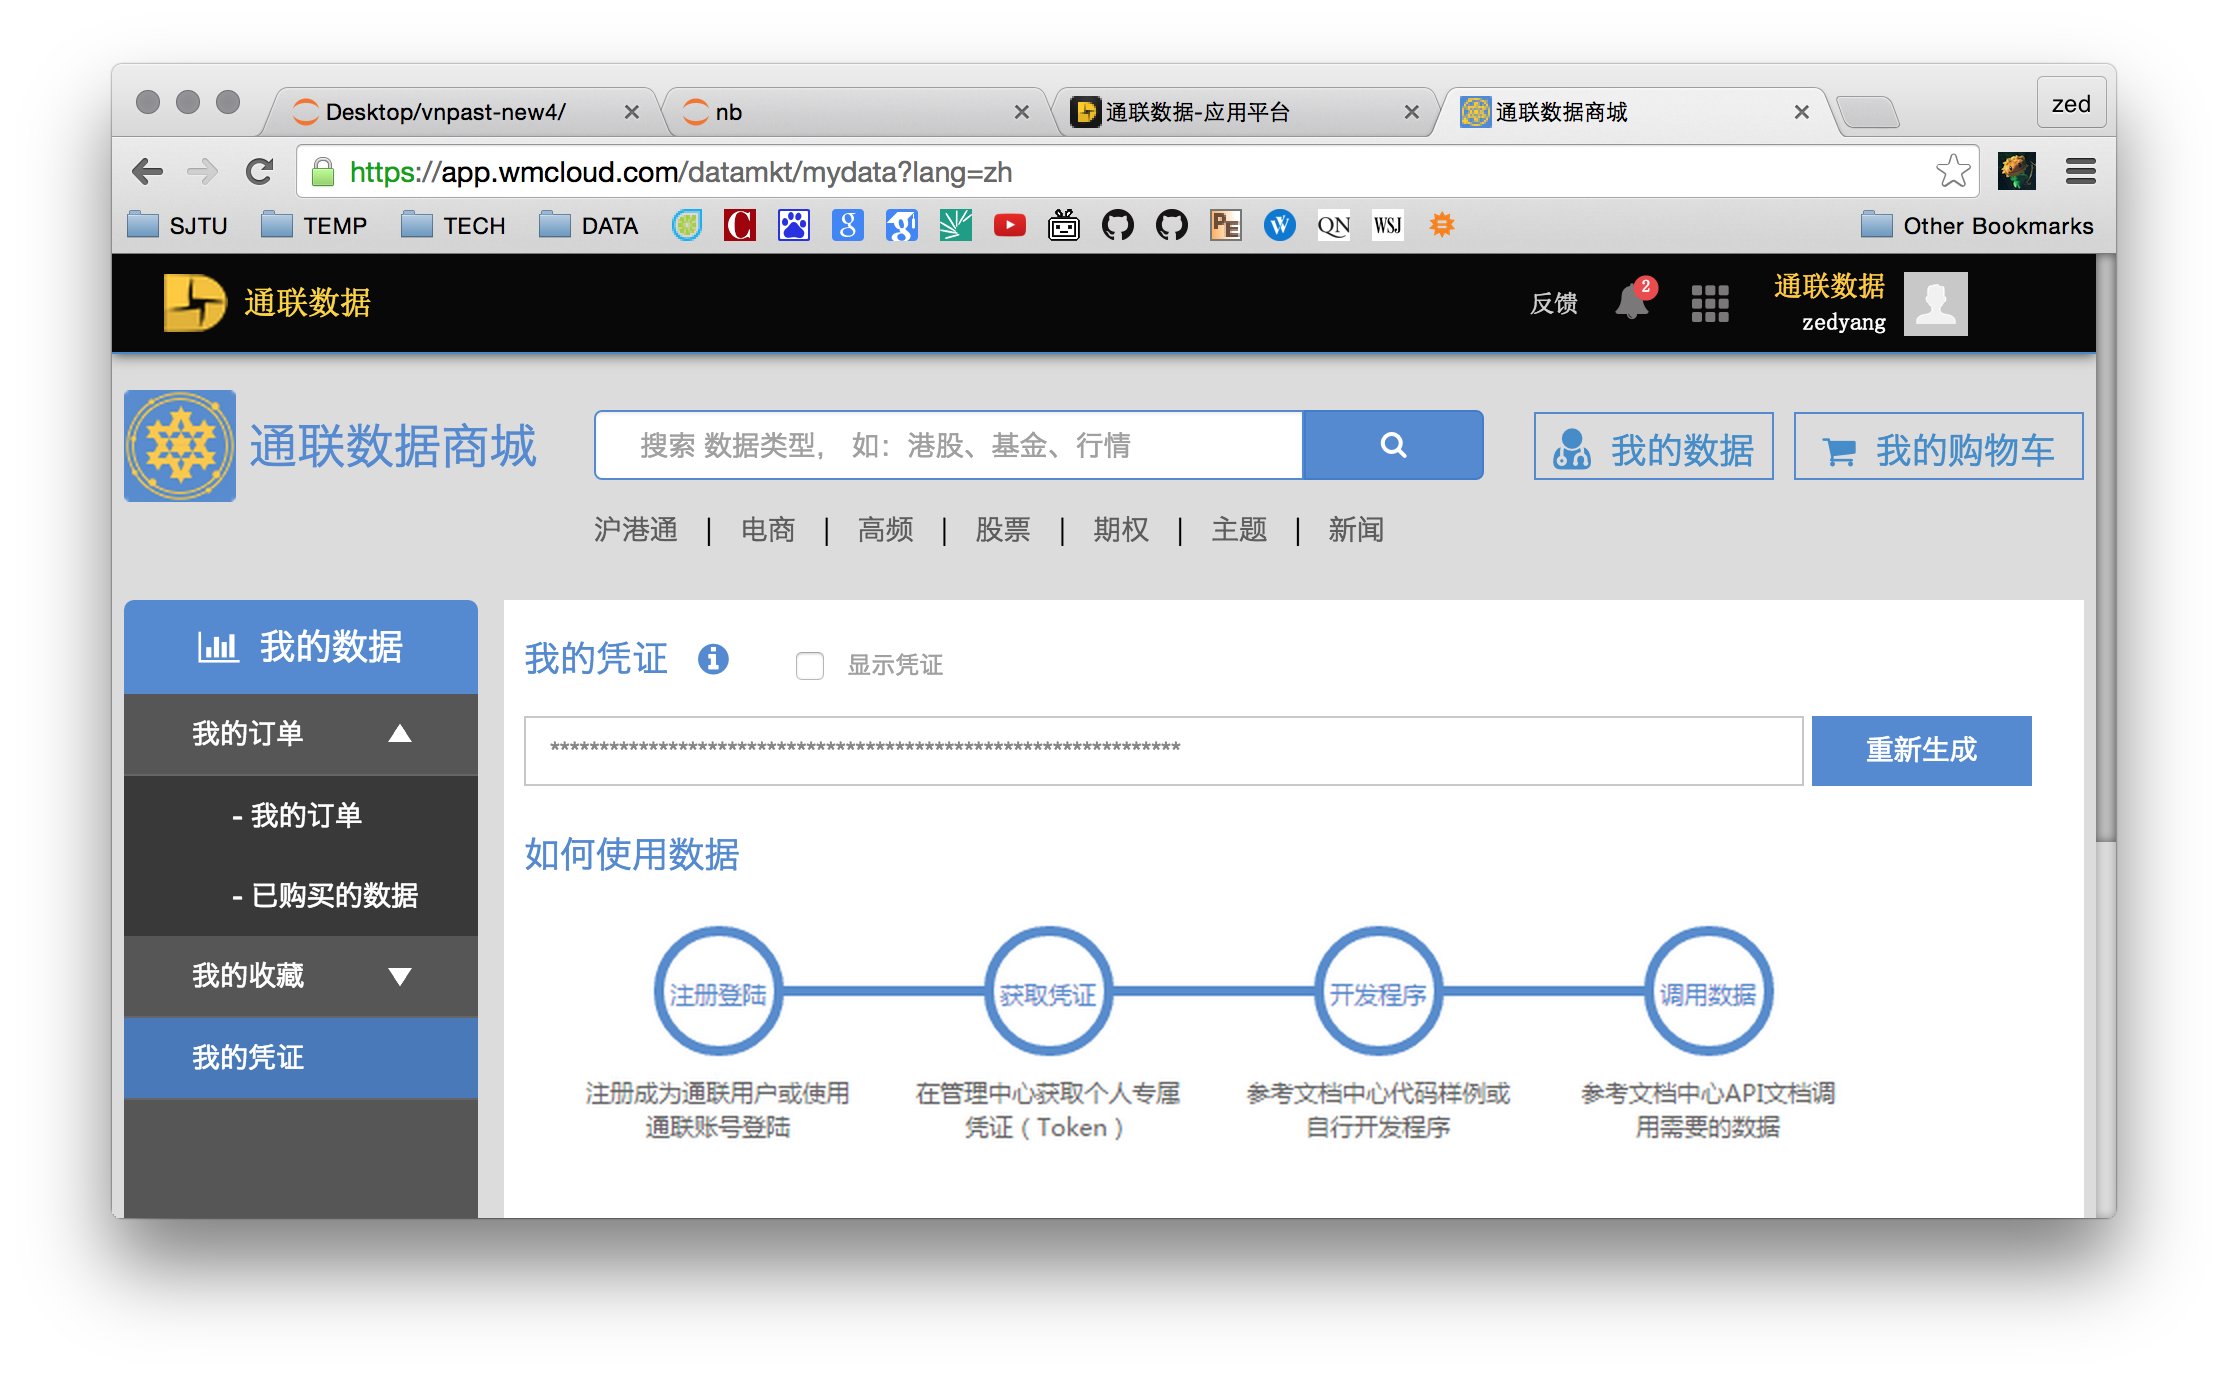 Desktop/vnpast-new4/
nb
通联数据-应用平台
通联数据商城
zed
https://app.wmcloud.com/datamkt/mydata?lang=zh
SJTU
TEMP
TECH
DATA
C
g
g
PE
W
QN
WSJ
Other Bookmarks
通联数据
反馈
2
通联数据
zedyang
通联数据商城
搜索 数据类型， 如：港股、基金、行情
我的数据
我的购物车
沪港通 | 电商 | 高频 | 股票 | 期权 | 主题 | 新闻
我的数据
我的订单
- 我的订单
- 已购买的数据
我的收藏
我的凭证
我的凭证
显示凭证
****************************************************************
重新生成
如何使用数据
注册登陆
获取凭证
开发程序
调用数据
注册成为通联用户或使用
通联账号登陆
在管理中心获取个人专属
凭证（Token）
参考文档中心代码样例或
自行开发程序
参考文档中心API文档调
用需要的数据